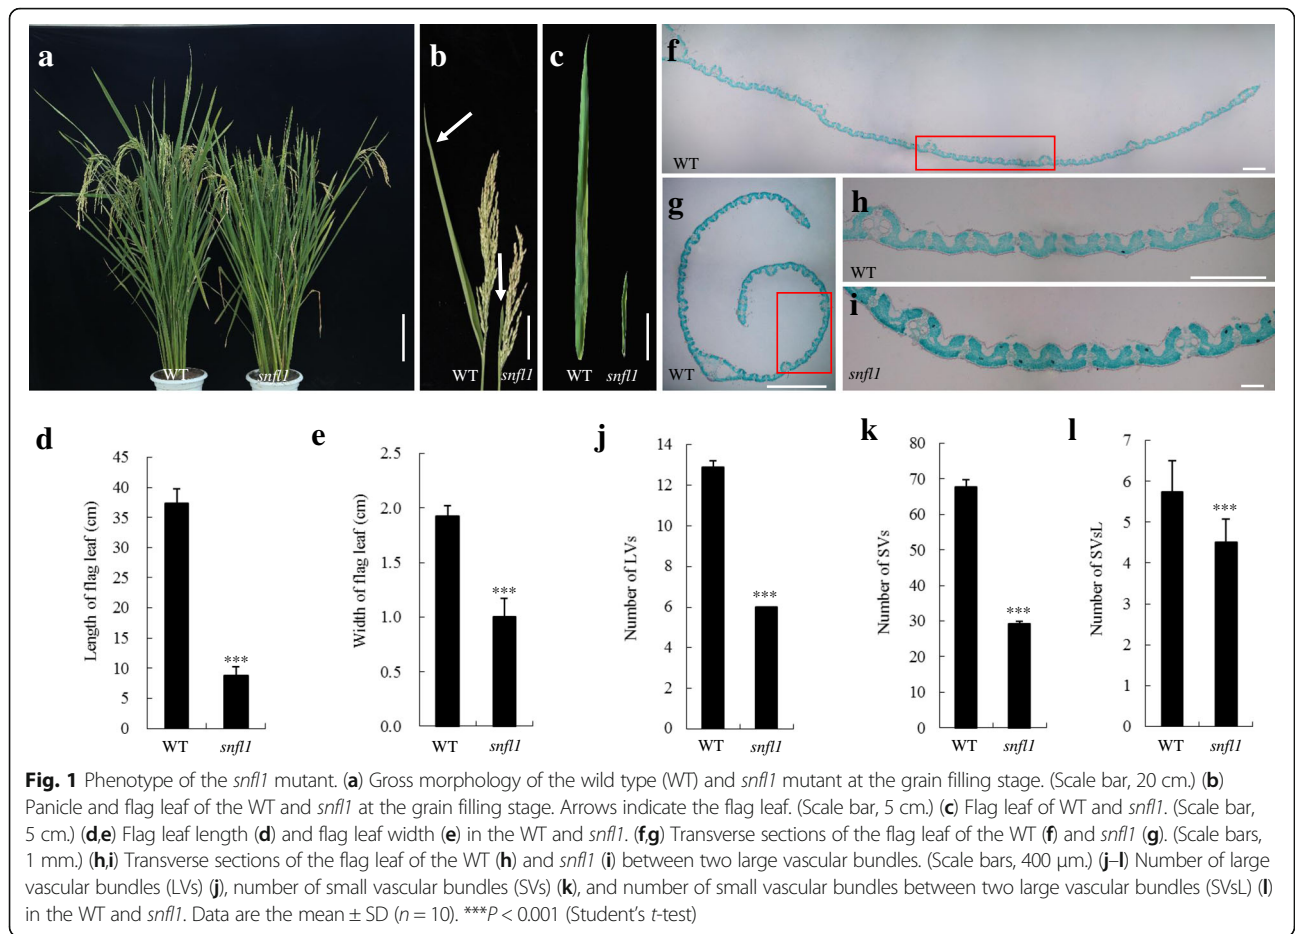 a
b
c
f
WT
snfl1
WT
snfl1
WT
snfl1
WT
g
WT
h
WT
i
snfl1
d
Length of flag leaf (cm)
45
40
35
30
25
20
15
10
5
0
***
WT
snfl1
e
Width of flag leaf (cm)
2.5
2.0
1.5
1.0
0.5
0.0
***
WT
snfl1
j
Number of LVs
14
12
10
8
6
4
2
0
***
WT
snfl1
k
Number of SVs
80
70
60
50
40
30
20
10
0
***
WT
snfl1
l
Number of SVsL
7
6
5
4
3
2
1
0
***
WT
snfl1
Fig. 1 Phenotype of the snfl1 mutant. (a) Gross morphology of the wild type (WT) and snfl1 mutant at the grain filling stage. (Scale bar, 20 cm.) (b)
Panicle and flag leaf of the WT and snfl1 at the grain filling stage. Arrows indicate the flag leaf. (Scale bar, 5 cm.) (c) Flag leaf of WT and snfl1. (Scale bar,
5 cm.) (d,e) Flag leaf length (d) and flag leaf width (e) in the WT and snfl1. (f,g) Transverse sections of the flag leaf of the WT (f) and snfl1 (g). (Scale bars,
1 mm.) (h,i) Transverse sections of the flag leaf of the WT (h) and snfl1 (i) between two large vascular bundles. (Scale bars, 400 μm.) (j–l) Number of large
vascular bundles (LVs) (j), number of small vascular bundles (SVs) (k), and number of small vascular bundles between two large vascular bundles (SVsL) (l)
in the WT and snfl1. Data are the mean ± SD (n = 10). ***P < 0.001 (Student's t-test)